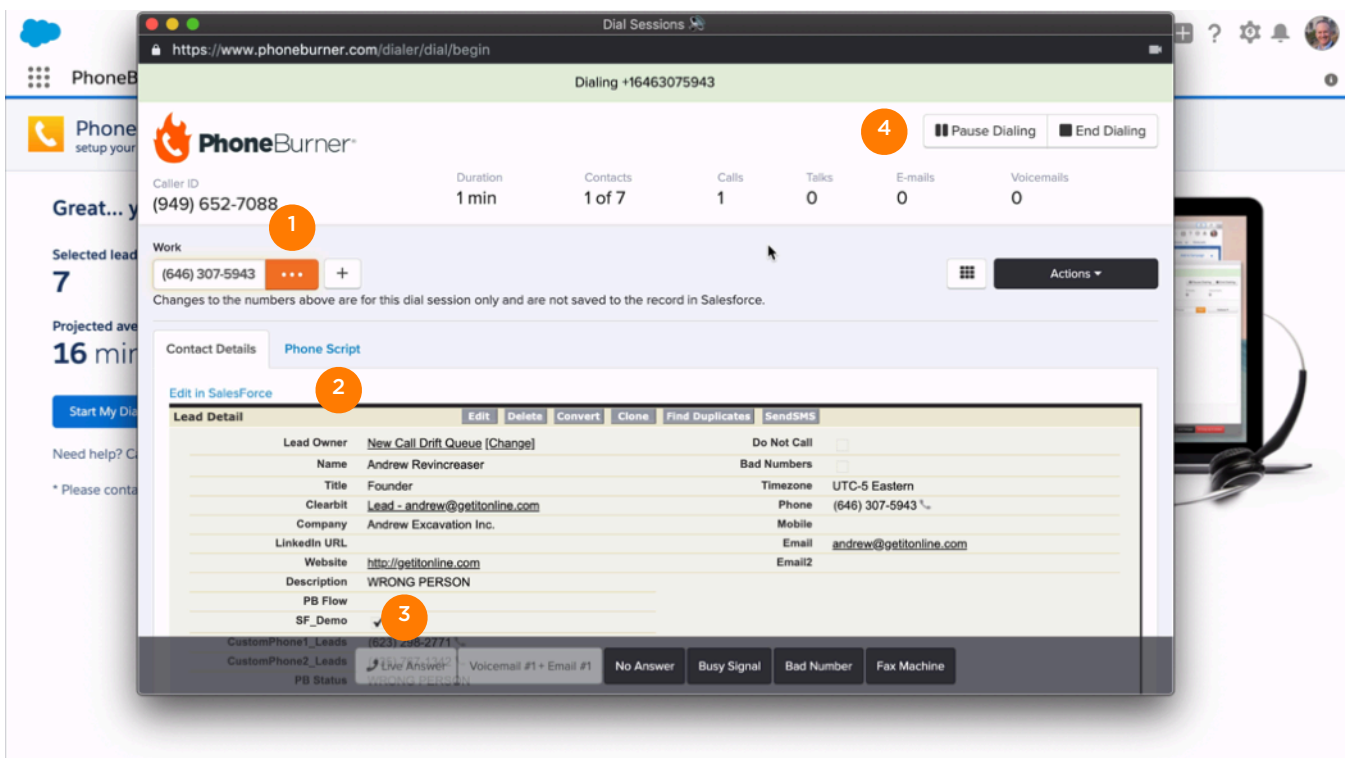 Dial Sessions
https://www.phoneburner.com/dialer/dial/begin
PhoneB
Dialing +16463075943
Phone
setup your
PhoneBurner
4
Pause Dialing
End Dialing
Great... y
Selected lead
7
Projected ave
16 min
Start My Dia
Need help? Ca
* Please conta
Caller ID
(949) 652-7088
Duration
1 min
Contacts
1 of 7
Calls
1
Talks
0
E-mails
0
Voicemails
0
1
Work
(646) 307-5943
+
Actions
Changes to the numbers above are for this dial session only and are not saved to the record in Salesforce.
Contact Details
Phone Script
Edit in SalesForce
2
Lead Detail
Edit
Delete
Convert
Clone
Find Duplicates
SendSMS
Lead Owner New Call Drift Queue [Change]
Do Not Call
Name Andrew Revincreaser
Bad Numbers
Title Founder
Timezone UTC-5 Eastern
Clearbit Lead - andrew@getitonline.com
Phone (646) 307-5943
Company Andrew Excavation Inc.
Mobile
LinkedIn URL
Email andrew@getitonline.com
Website http://getitonline.com
Email2
Description WRONG PERSON
PB Flow
SF_Demo
3
CustomPhone1_Leads (623) 298-2771
CustomPhone2_Leads
PB Status WRONG PERSON
Live Answer
Voicemail #1 + Email #1
No Answer
Busy Signal
Bad Number
Fax Machine